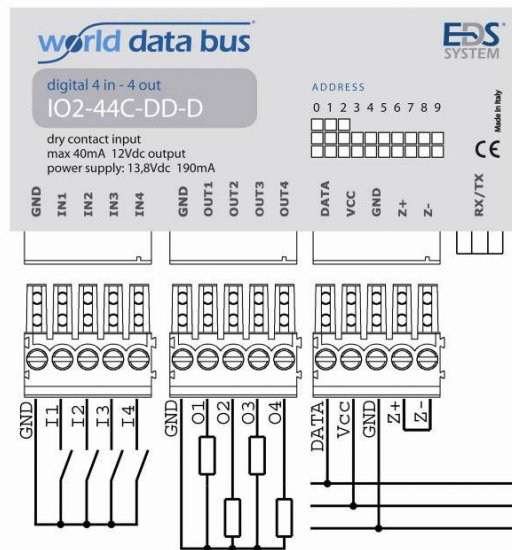 world data bus
EDS
SYSTEM
digital 4 in - 4 out
IO2-44C-DD-D
dry contact input
max 40mA 12Vdc output
power supply: 13,8Vdc 190mA
ADDRESS
0 1 2 3 4 5 6 7 8 9
Made in Italy
CE
GND IN1 IN2 IN3 IN4
GND OUT1 OUT2 OUT3 OUT4
DATA VCC GND Z+ Z-
RX/TX
GND I1 I2 I3 I4
GND O1 O2 O3 O4
DATA Vcc GND Z+ Z-